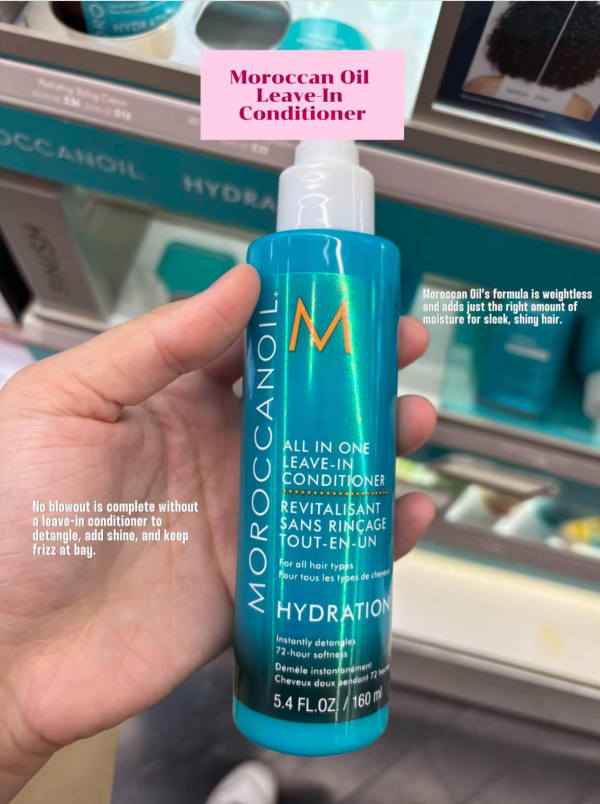 Moroccan Oil
Leave-In
Conditioner
OCCANOIL
HYDRA
FINISH
Moroccan Oil's formula is weightless
and adds just the right amount of
moisture for sleek, shiny hair.
MOROCCANOIL®
M
ALL IN ONE
LEAVE-IN
CONDITIONER
REVITALISANT
SANS RINÇAGE
TOUT-EN-UN
For all hair types
Pour tous les types de cheveux
HYDRATION
Instantly detangles
72-hour softness
Démêle instantanément
Cheveux doux pendant 72
5.4 FL.OZ. / 160 ml
No blowout is complete without
a leave-in conditioner to
detangle, add shine, and keep
frizz at bay.